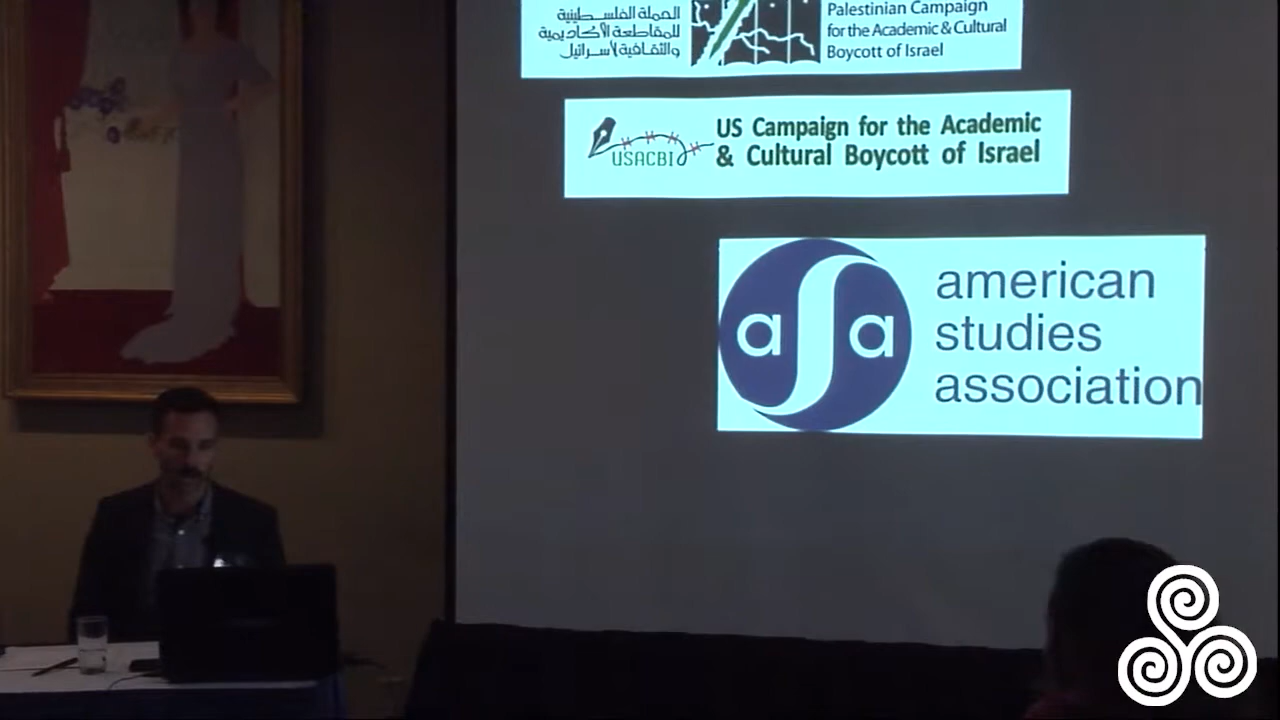 الحملة الفلسطينية
للمقاطعة الأكاديمية
والثقافية لإسرائيل
Palestinian Campaign
for the Academic & Cultural
Boycott of Israel
USACBI
US Campaign for the Academic
& Cultural Boycott of Israel
asa
american
studies
association